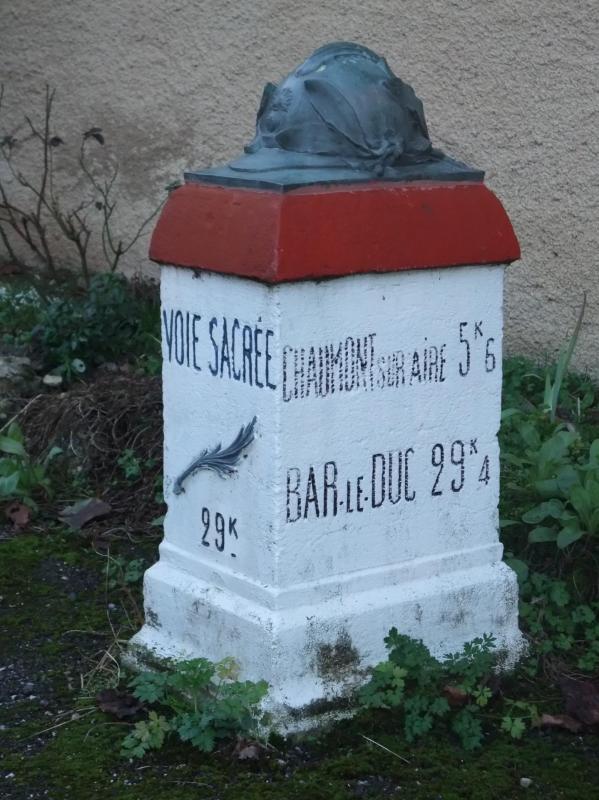 VOIE SACRÉE
29K
CHAUMONT SUR AIRE 5K6
BAR-LE-DUC 29K4